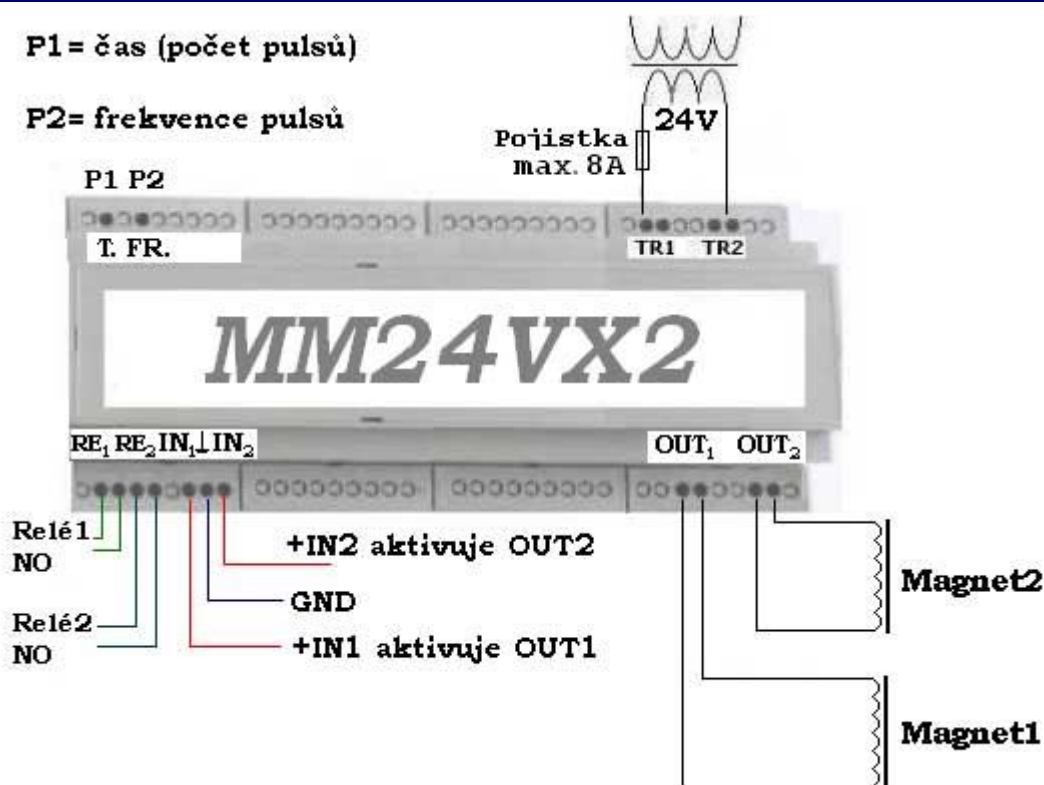 P1= čas (počet pulsů)
P2= frekvence pulsů
24V
Pojistka
max. 8A
P1 P2
T. FR.
TR1 TR2
MM24VX2
RE₁ RE₂ IN₁ ↓ IN₂
OUT₁ OUT₂
Relé1
NO
+IN2 aktivuje OUT2
GND
Relé2
NO
+IN1 aktivuje OUT1
Magnet2
Magnet1